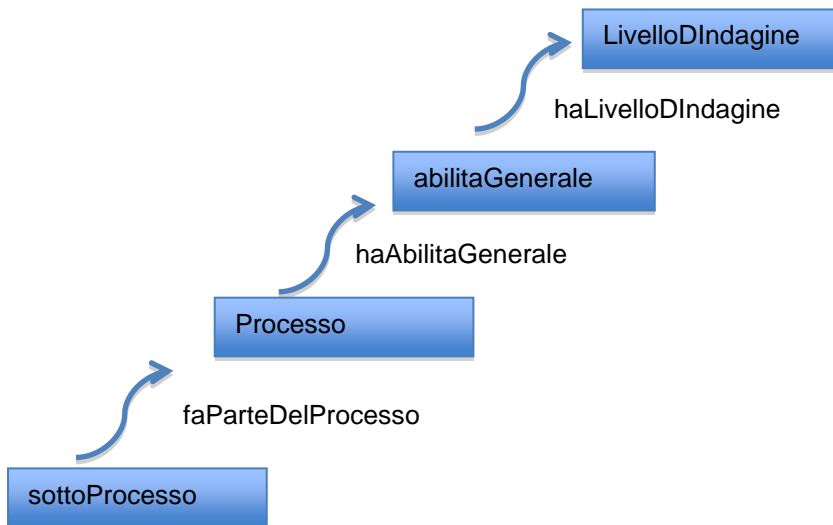 LivelloDIndagine
haLivelloDIndagine
abilitaGenerale
haAbilitaGenerale
Processo
faParteDelProcesso
sottoProcesso